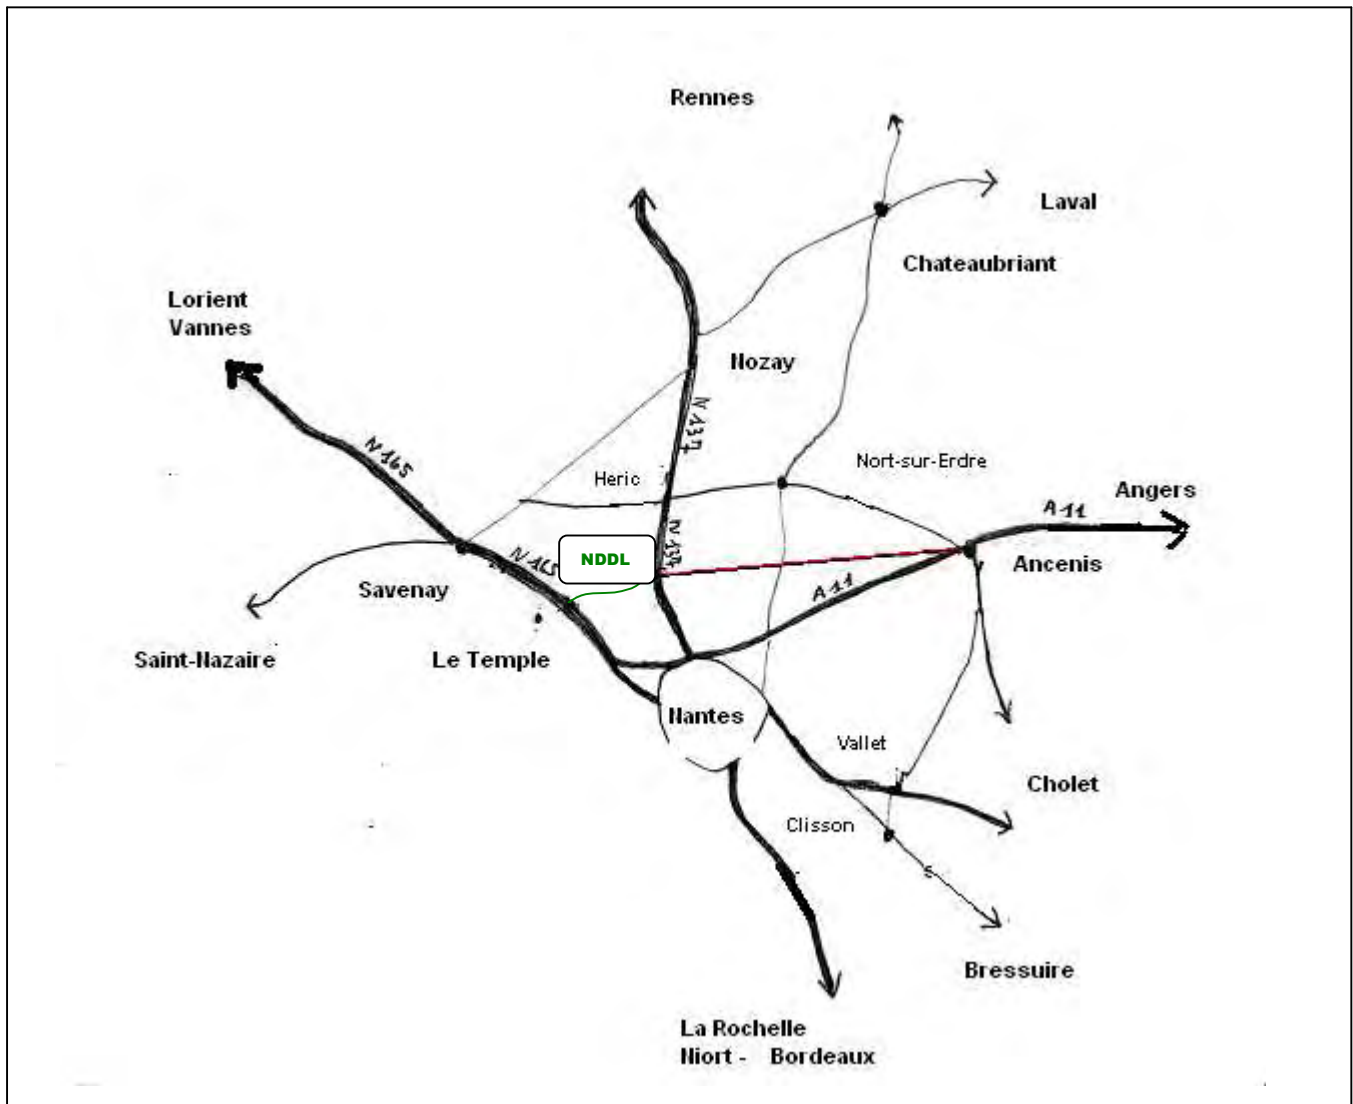 Rennes
Laval
Chateaubriant
Lorient
Vannes
Nozay
N 137
N 165
Heric
Nort-sur-Erdre
Angers
A 11
N 137
N 165
NDDL
Ancenis
A 11
Savenay
Saint-Nazaire
Le Temple
Nantes
Vallet
Cholet
Clisson
Bressuire
La Rochelle
Niort - Bordeaux